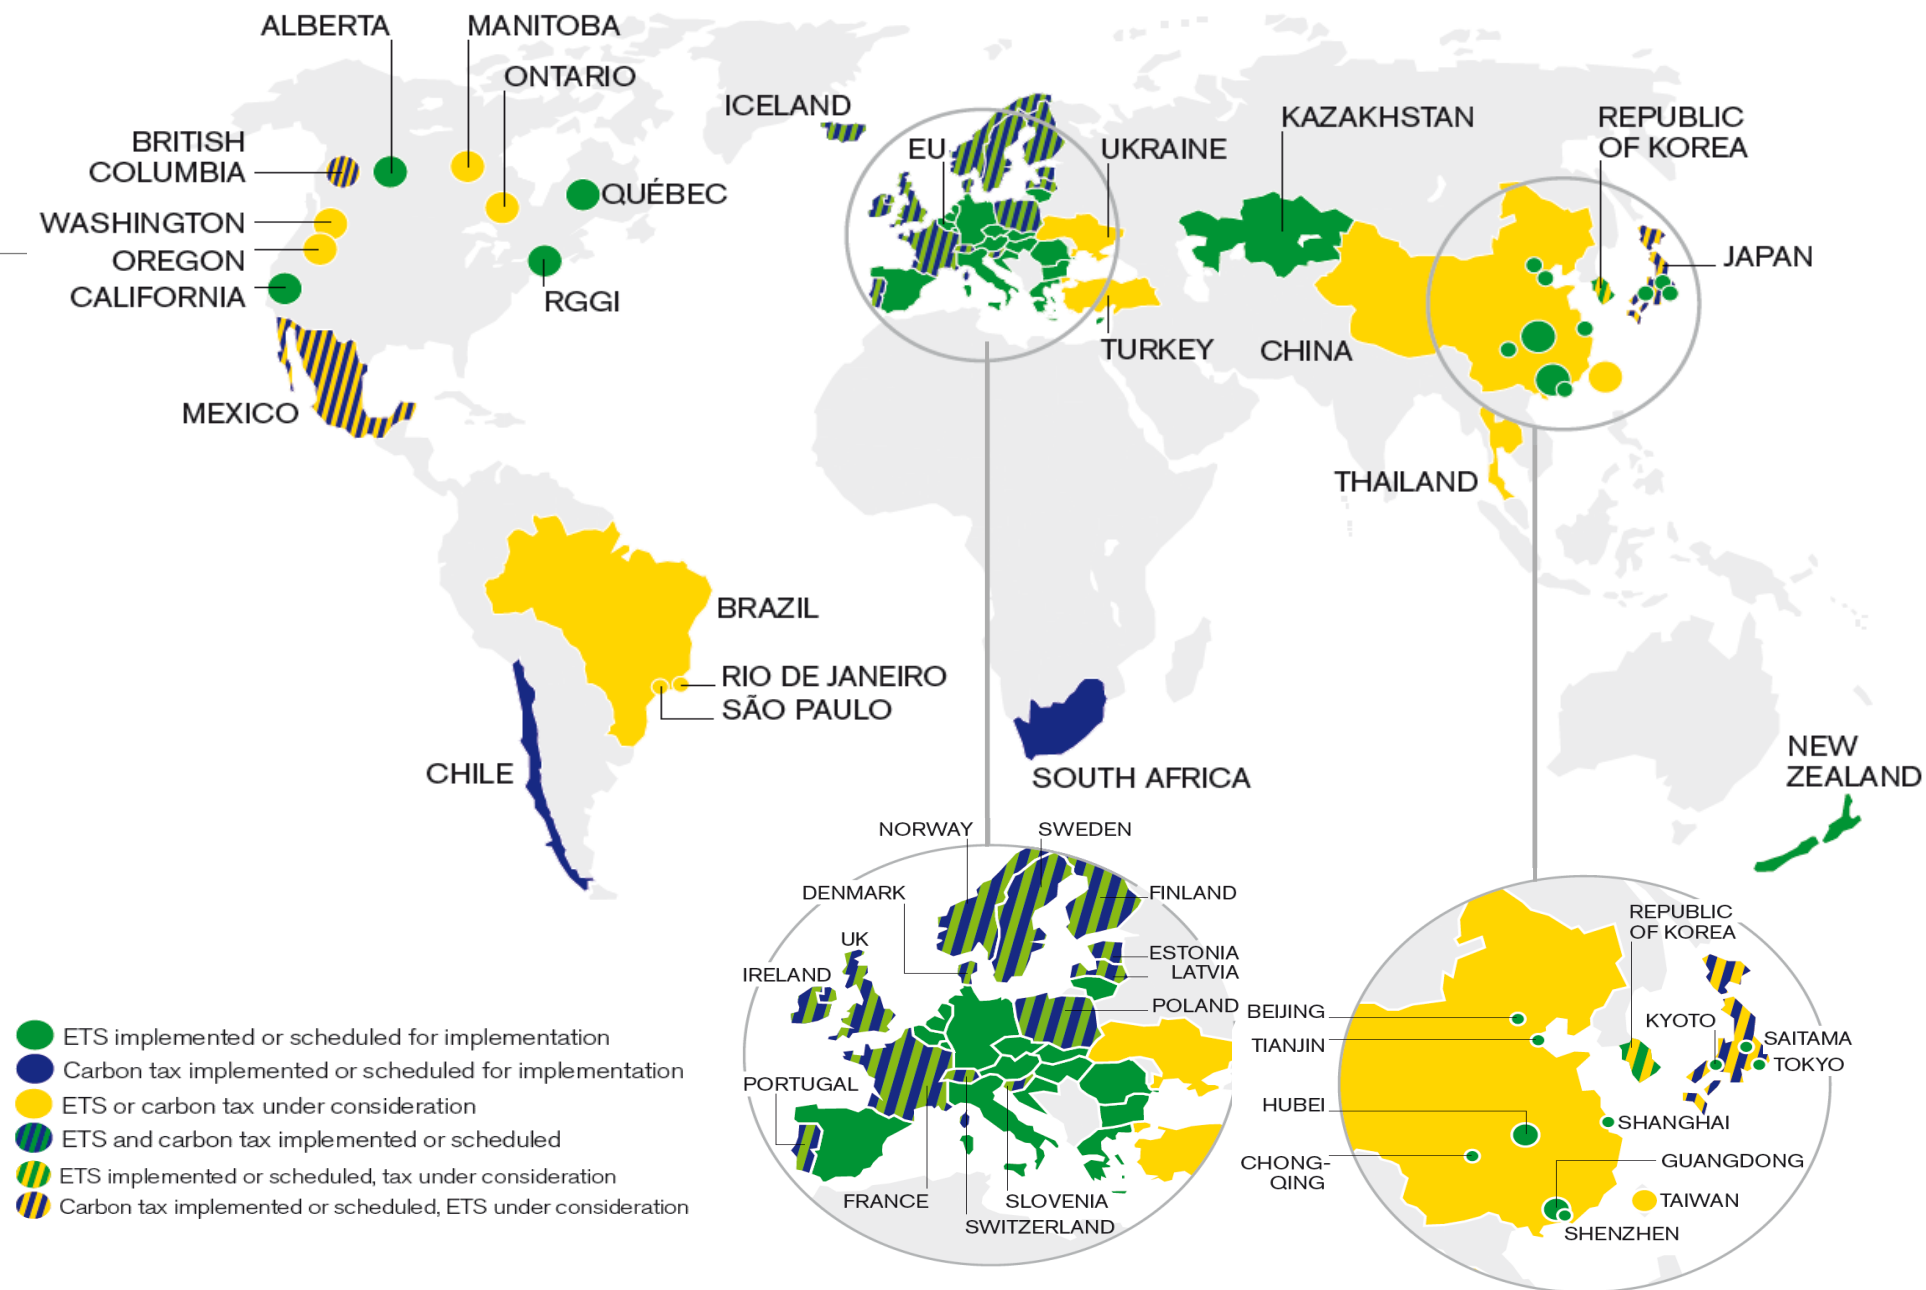 ALBERTA
MANITOBA
ONTARIO
BRITISH
COLUMBIA
WASHINGTON
OREGON
CALIFORNIA
QUÉBEC
RGGI
MEXICO
ICELAND
EU
UKRAINE
TURKEY
KAZAKHSTAN
CHINA
REPUBLIC
OF KOREA
JAPAN
THAILAND
BRAZIL
RIO DE JANEIRO
SÃO PAULO
CHILE
SOUTH AFRICA
NEW
ZEALAND
NORWAY
SWEDEN
DENMARK
FINLAND
UK
IRELAND
ESTONIA
LATVIA
POLAND
PORTUGAL
FRANCE
SLOVENIA
SWITZERLAND
REPUBLIC
OF KOREA
BEIJING
TIANJIN
KYOTO
SAITAMA
TOKYO
HUBEI
SHANGHAI
CHONG-
QING
GUANGDONG
TAIWAN
SHENZHEN
ETS implemented or scheduled for implementation
Carbon tax implemented or scheduled for implementation
ETS or carbon tax under consideration
ETS and carbon tax implemented or scheduled
ETS implemented or scheduled, tax under consideration
Carbon tax implemented or scheduled, ETS under consideration